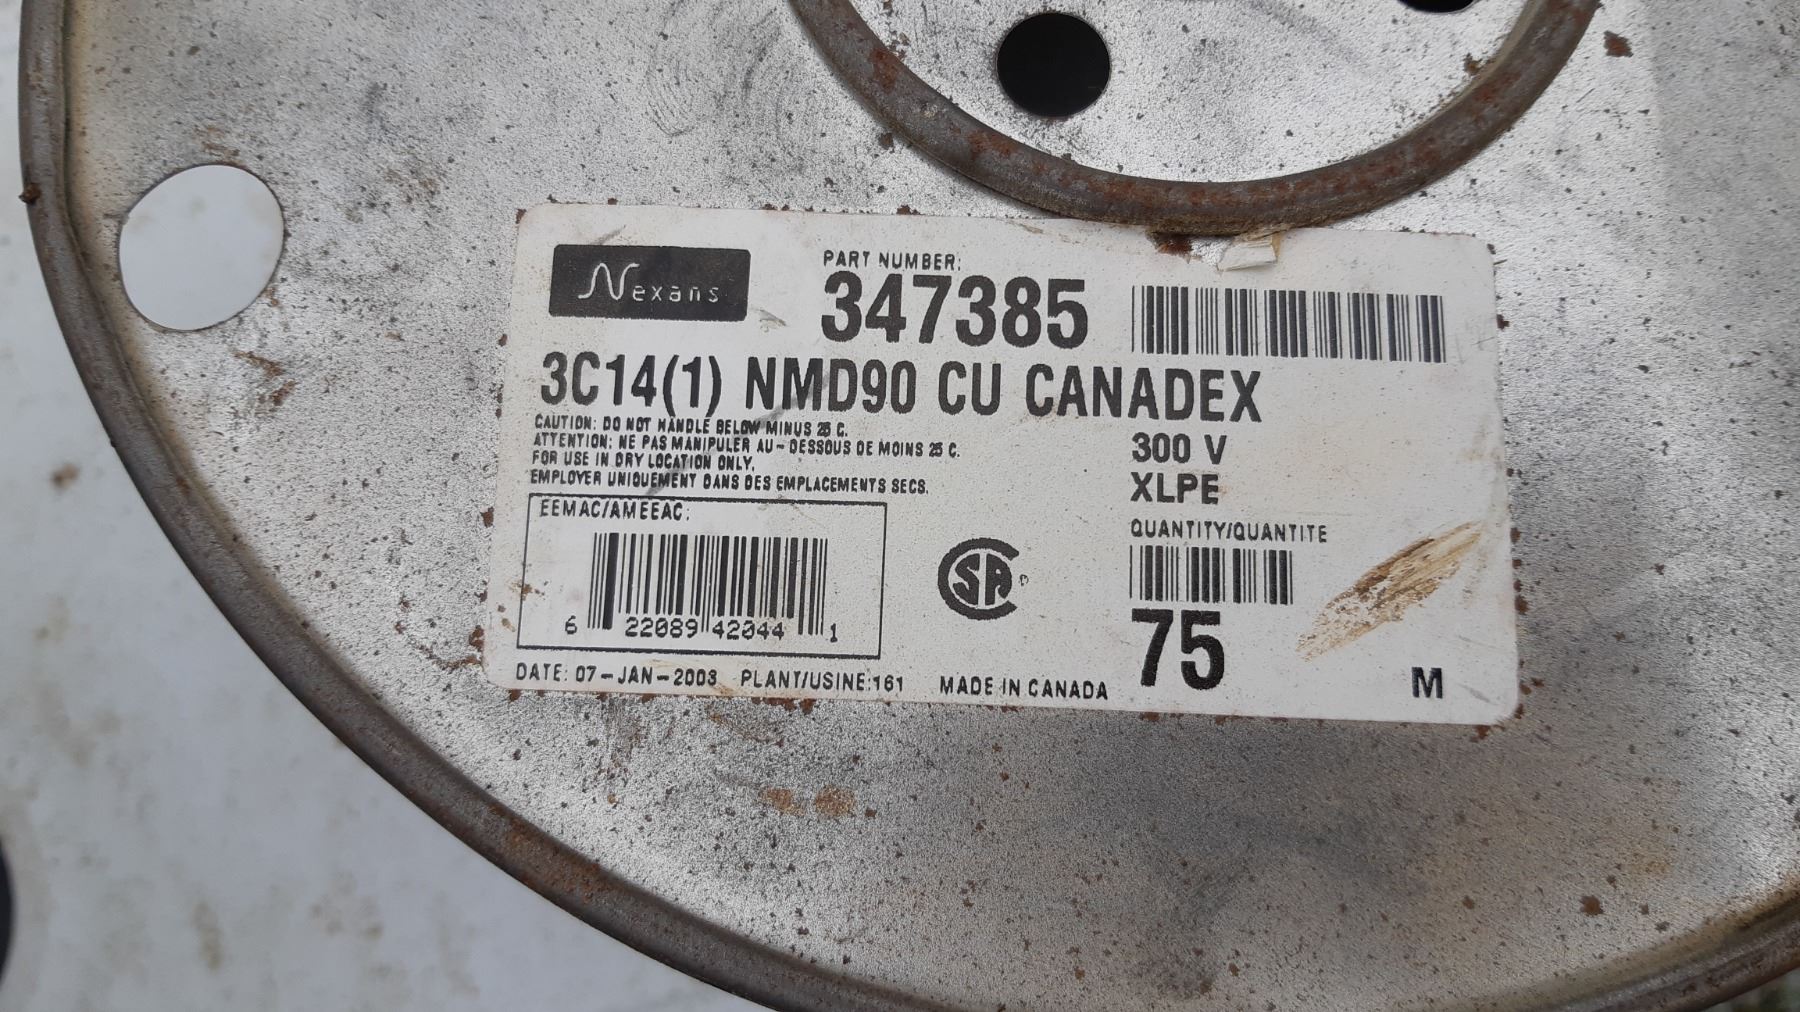 Nexans
PART NUMBER:
347385
3C14(1) NMD90 CU CANADEX
CAUTION: DO NOT HANDLE BELOW MINUS 25 C.
ATTENTION: NE PAS MANIPULER AU-DESSOUS DE MOINS 25 C.
FOR USE IN DRY LOCATION ONLY.
EMPLOYER UNIQUEMENT DANS DES EMPLACEMENTS SECS.
300 V
XLPE
EEMAC/AMEEAC:
6 22089 42044 1
CSA
QUANTITY/QUANTITE
75 M
DATE: 07-JAN-2003 PLANT/USINE:161 MADE IN CANADA